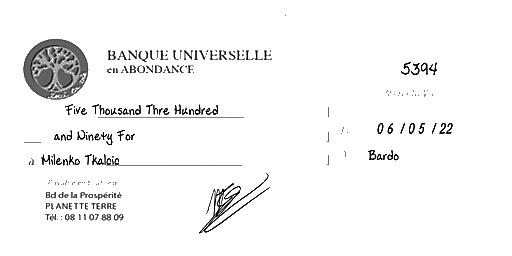 BANQUE UNIVERSELLE
en ABONDANCE
5394
Five Thousand Thre Hundred
and Ninety For
06/05/22
à Milenko Tkalcic
Bardo
Bd de la Prospérité
PLANETTE TERRE
Tél. : 08 11 07 88 09